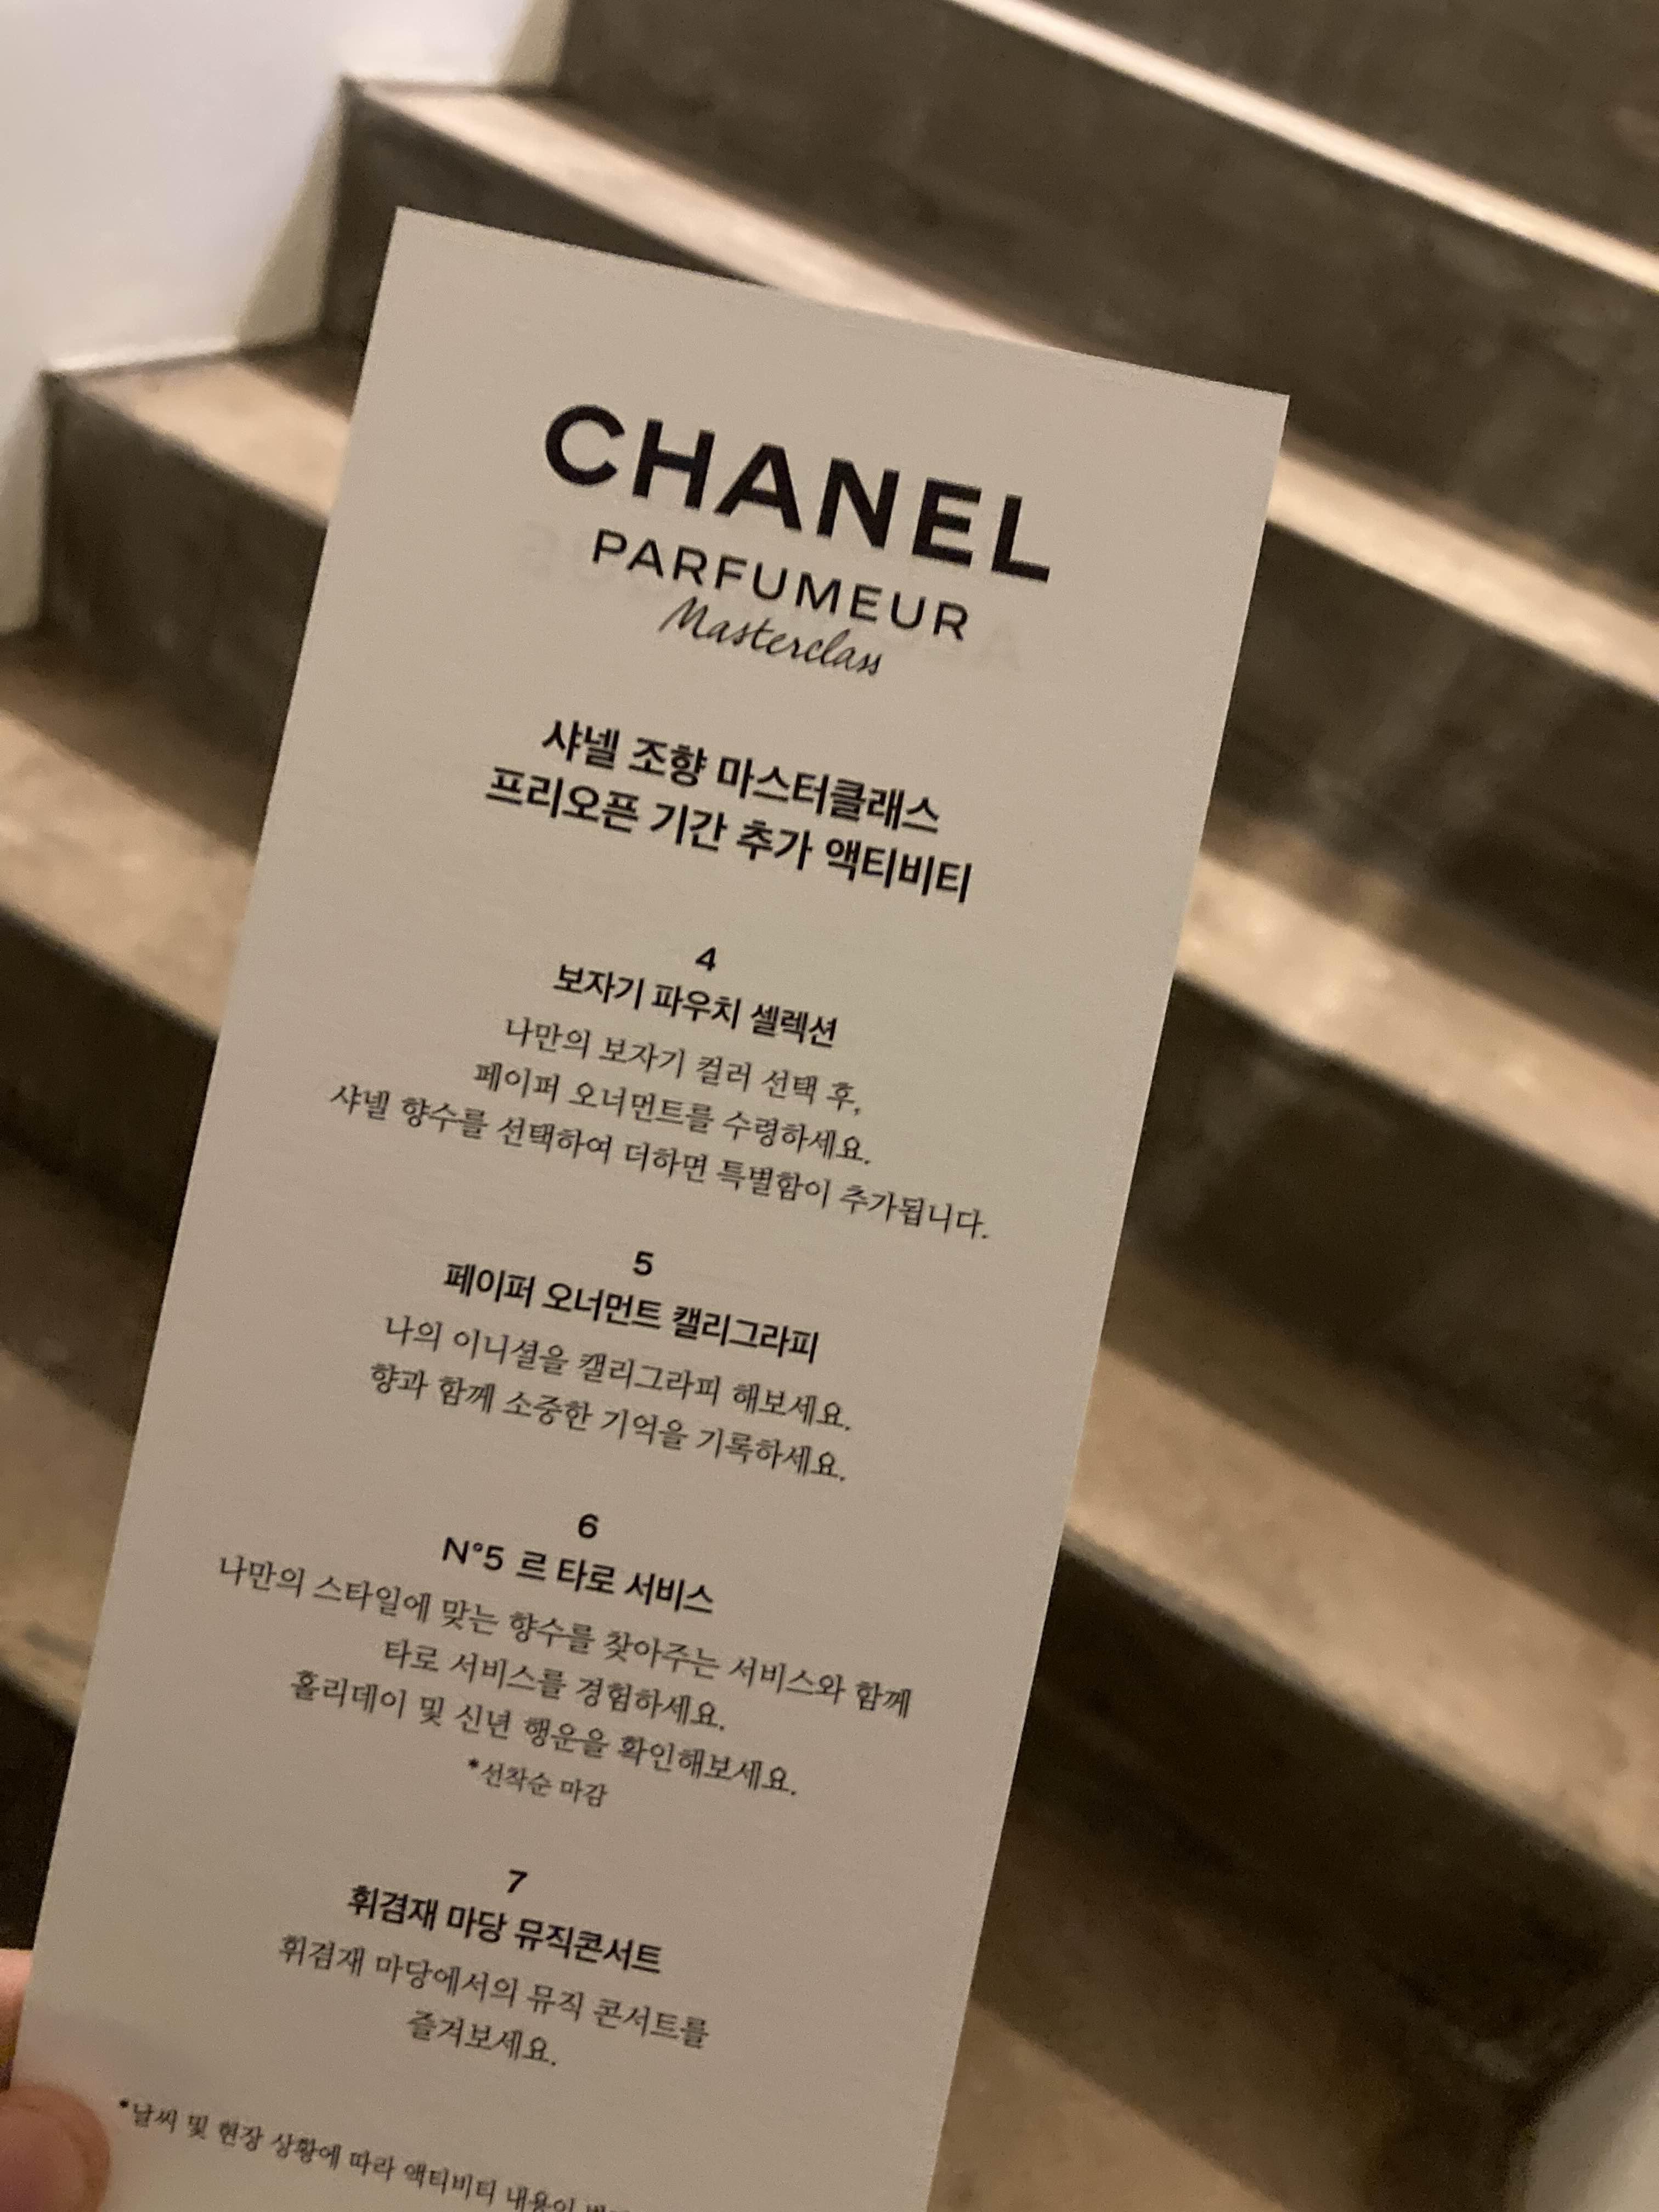 CHANEL
PARFUMEUR
Masterclass
샤넬 조향 마스터클래스
프리오픈 기간 추가 액티비티
4
보자기 파우치 셀렉션
나만의 보자기 컬러 선택 후,
페이퍼 오너먼트를 수령하세요.
샤넬 향수를 선택하여 더하면 특별함이 추가됩니다.
5
페이퍼 오너먼트 캘리그라피
나의 이니셜을 캘리그라피 해보세요.
향과 함께 소중한 기억을 기록하세요.
6
N°5 르 타로 서비스
나만의 스타일에 맞는 향수를 찾아주는 서비스와 함께
타로 서비스를 경험하세요.
홀리데이 및 신년 행운을 확인해보세요.
*선착순 마감
7
휘겸재 마당 뮤직콘서트
휘겸재 마당에서의 뮤직 콘서트를
즐겨보세요.
*날씨 및 현장 상황에 따라 액티비티 내용이